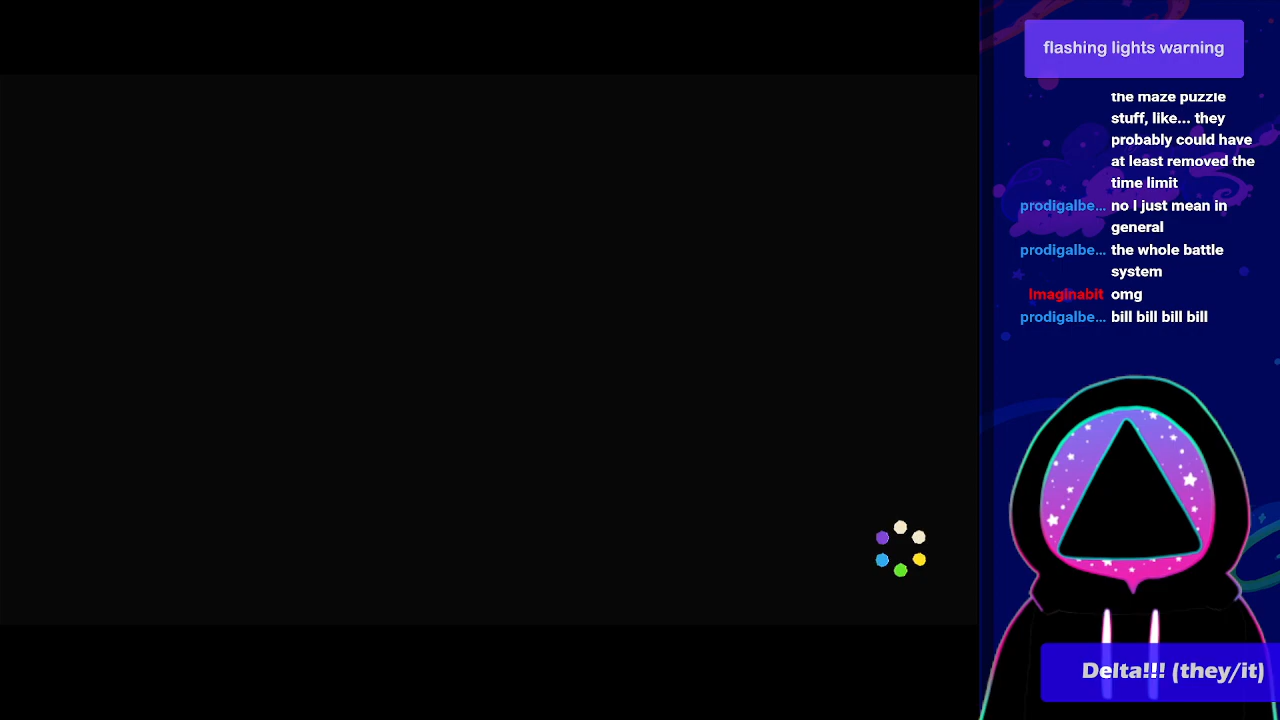 flashing lights warning
the maze puzzle
stuff, like... they
probably could have
at least removed the
time limit
prodigalbe... no I just mean in
general
prodigalbe... the whole battle
system
Imaginabit omg
prodigalbe... bill bill bill bill
Delta!!! (they/it)